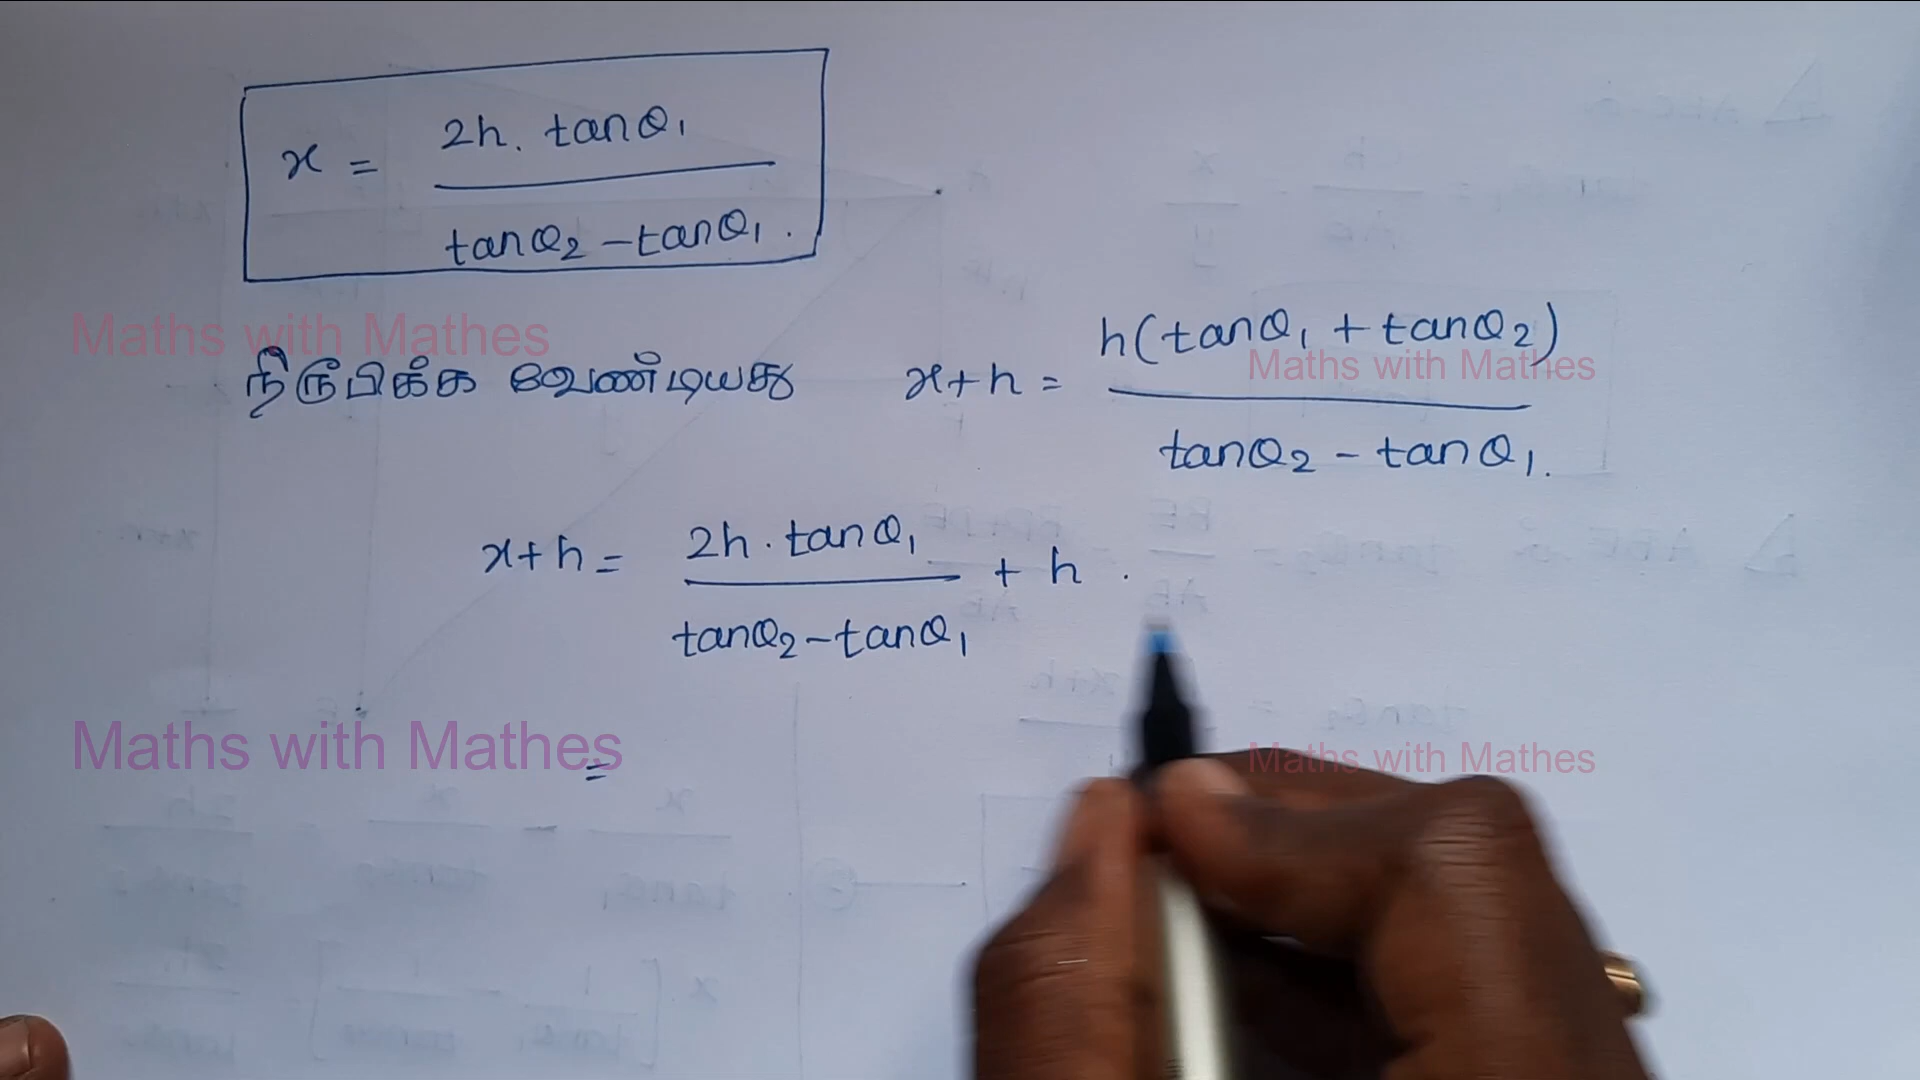 x = 2h. tanθ₁ / tanθ₂ - tanθ₁.
Maths with Mathes
நிரூபிக்க வேண்டியது x+h = h(tanθ₁ + tanθ₂) / tanθ₂ - tanθ₁.
Maths with Mathes
x+h = 2h. tanθ₁ / tanθ₂ - tanθ₁ + h.
Maths with Mathes
=
Maths with Mathes